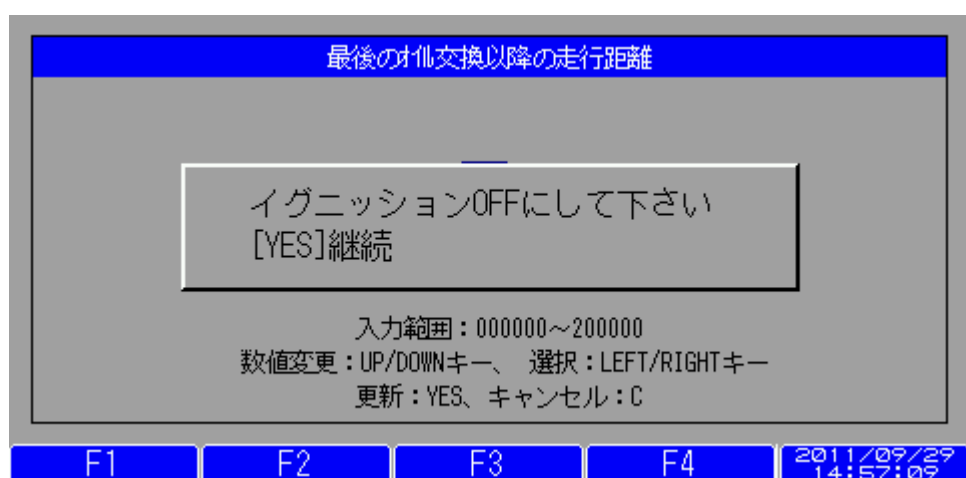 最後のｵｲﾙ交換以降の走行距離
イグニッションOFFにして下さい
[YES]継続
入力範囲：000000～200000
数値変更：UP/DOWNキー、 選択：LEFT/RIGHTキー
更新：YES、キャンセル：C
F1 F2 F3 F4 2011/09/29
14:57:09